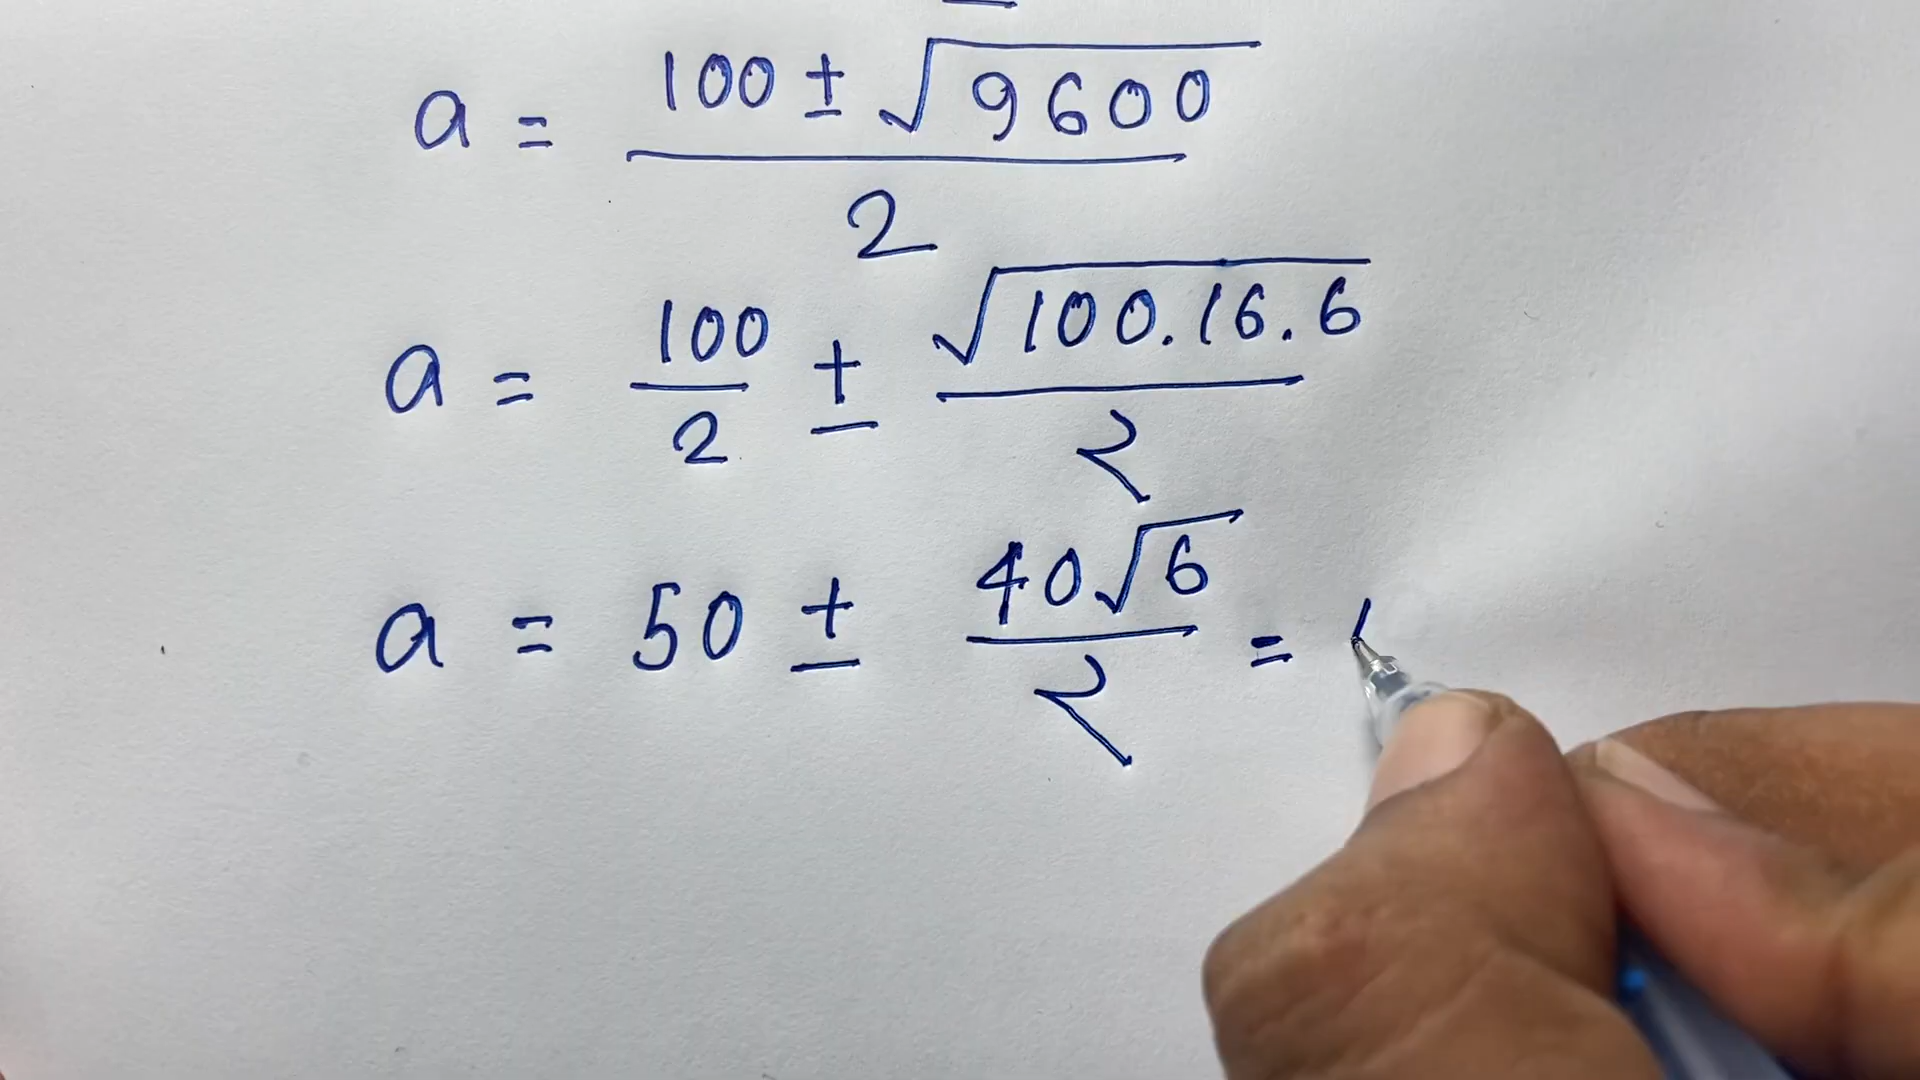 a = (100 ± √9600) / 2
a = 100/2 ± √(100.16.6) / 2
a = 50 ± 40√6 / 2 =